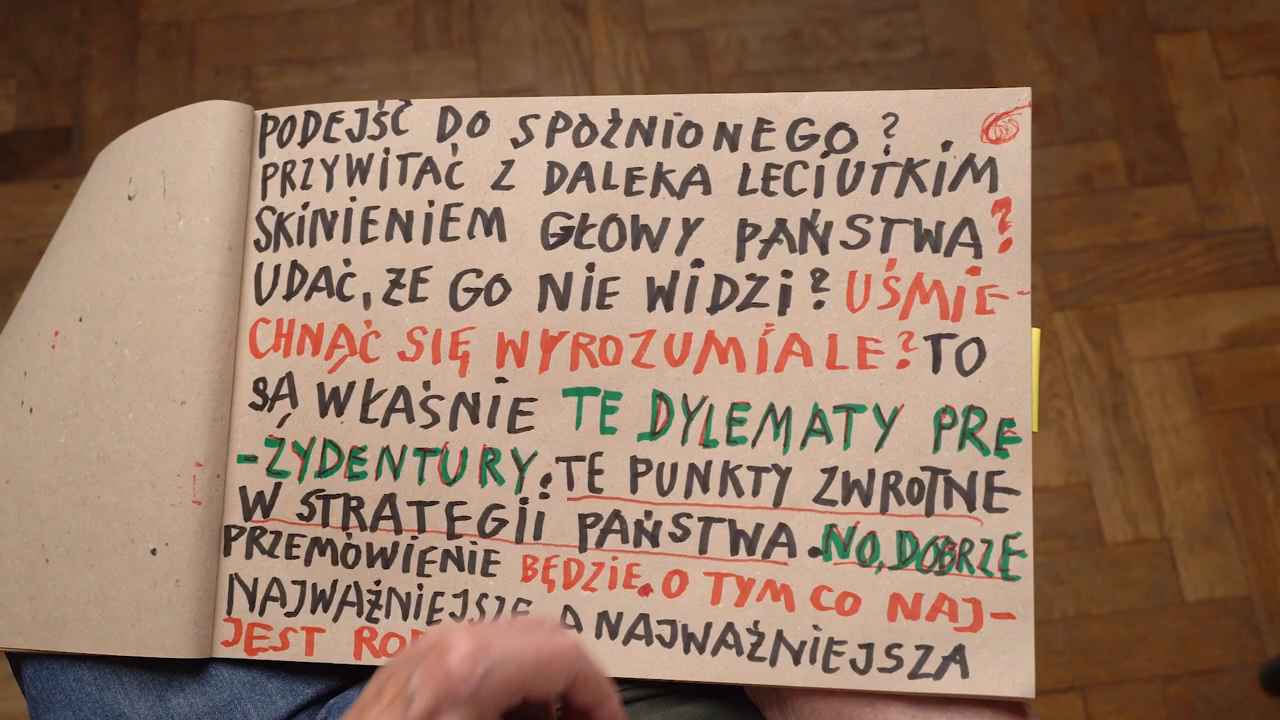 PODEJŚĆ DO SPÓŹNIONEGO?
6
PRZYWITAĆ Z DALEKA LECIUTKIM
SKINIENIEM GŁOWY PAŃSTWA?
UDAĆ, ŻE GO NIE WIDZI? UŚMIE-
CHNĄĆ SIĘ WYROZUMIALE? TO
SĄ WŁAŚNIE TE DYLEMATY PRE
-ZYDENTURY. TE PUNKTY ZWROTNE
W STRATEGII PAŃSTWA. NO, DOBRZE
PRZEMÓWIENIE BĘDZIE. O TYM CO NAJ-
NAJWAŻNIEJSZE A NAJWAŻNIEJSZA
JEST